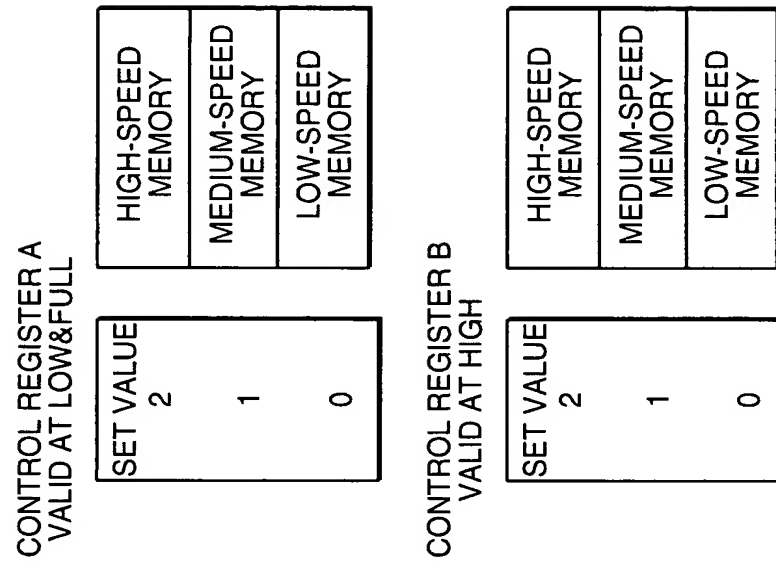 CONTROL REGISTER A
VALID AT LOW&FULL
SET VALUE
2
1
0
HIGH-SPEED
MEMORY
MEDIUM-SPEED
MEMORY
LOW-SPEED
MEMORY
CONTROL REGISTER B
VALID AT HIGH
SET VALUE
2
1
0
HIGH-SPEED
MEMORY
MEDIUM-SPEED
MEMORY
LOW-SPEED
MEMORY